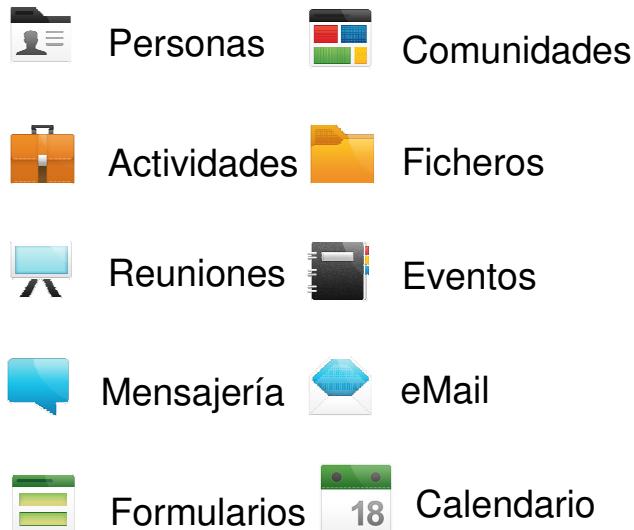 Personas
Comunidades
Actividades
Ficheros
Reuniones
Eventos
Mensajería
eMail
Formularios
18
Calendario